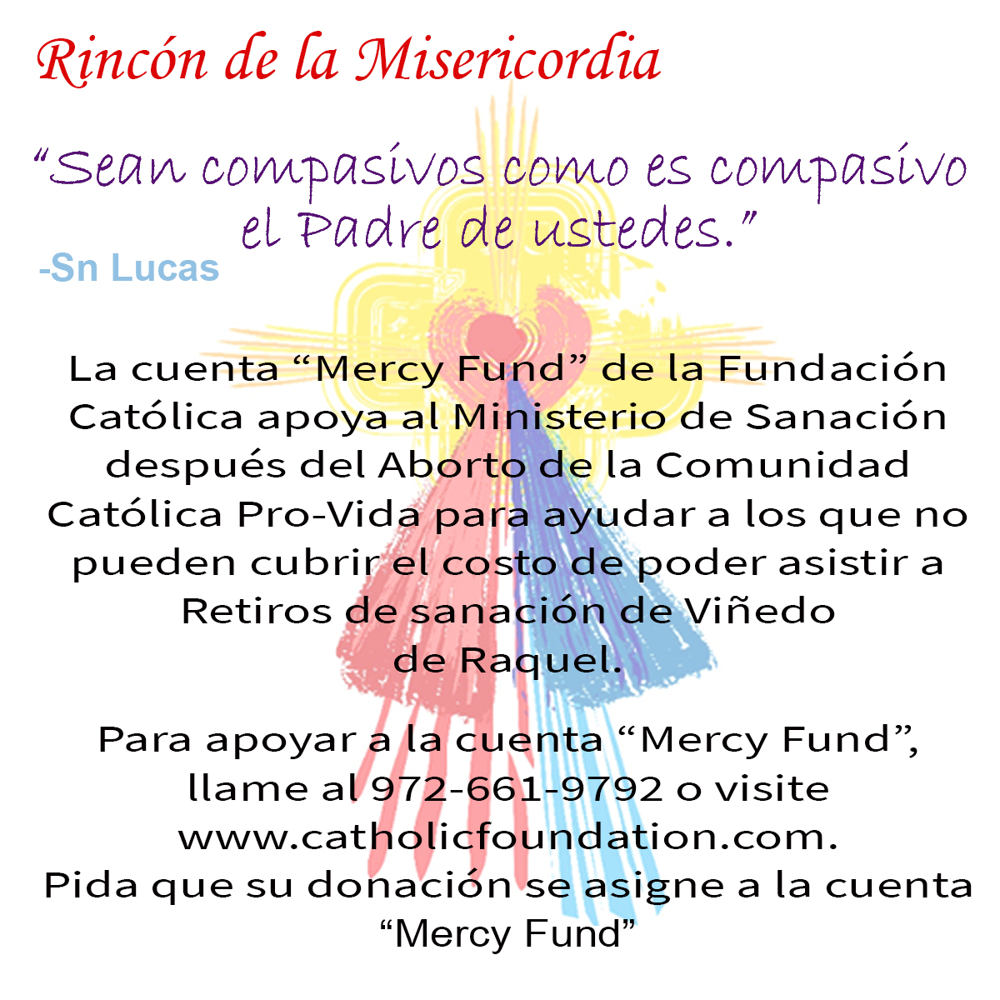 Rincón de la Misericordia
“Sean compasivos como es compasivo
el Padre de ustedes.”
-Sn Lucas
La cuenta “Mercy Fund” de la Fundación
Católica apoya al Ministerio de Sanación
después del Aborto de la Comunidad
Católica Pro-Vida para ayudar a los que no
pueden cubrir el costo de poder asistir a
Retiros de sanación de Viñedo
de Raquel.
Para apoyar a la cuenta “Mercy Fund”,
llame al 972-661-9792 o visite
www.catholicfoundation.com.
Pida que su donación se asigne a la cuenta
“Mercy Fund”